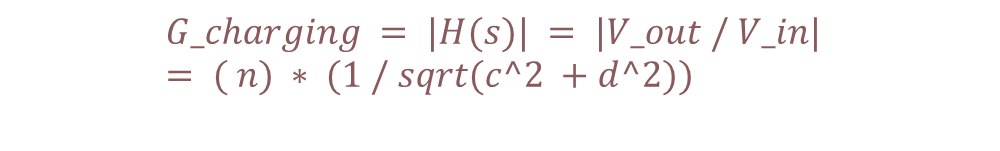 G_charging = |H(s)| = |V_out / V_in|
= ( n) * (1 / sqrt(c^2 + d^2))